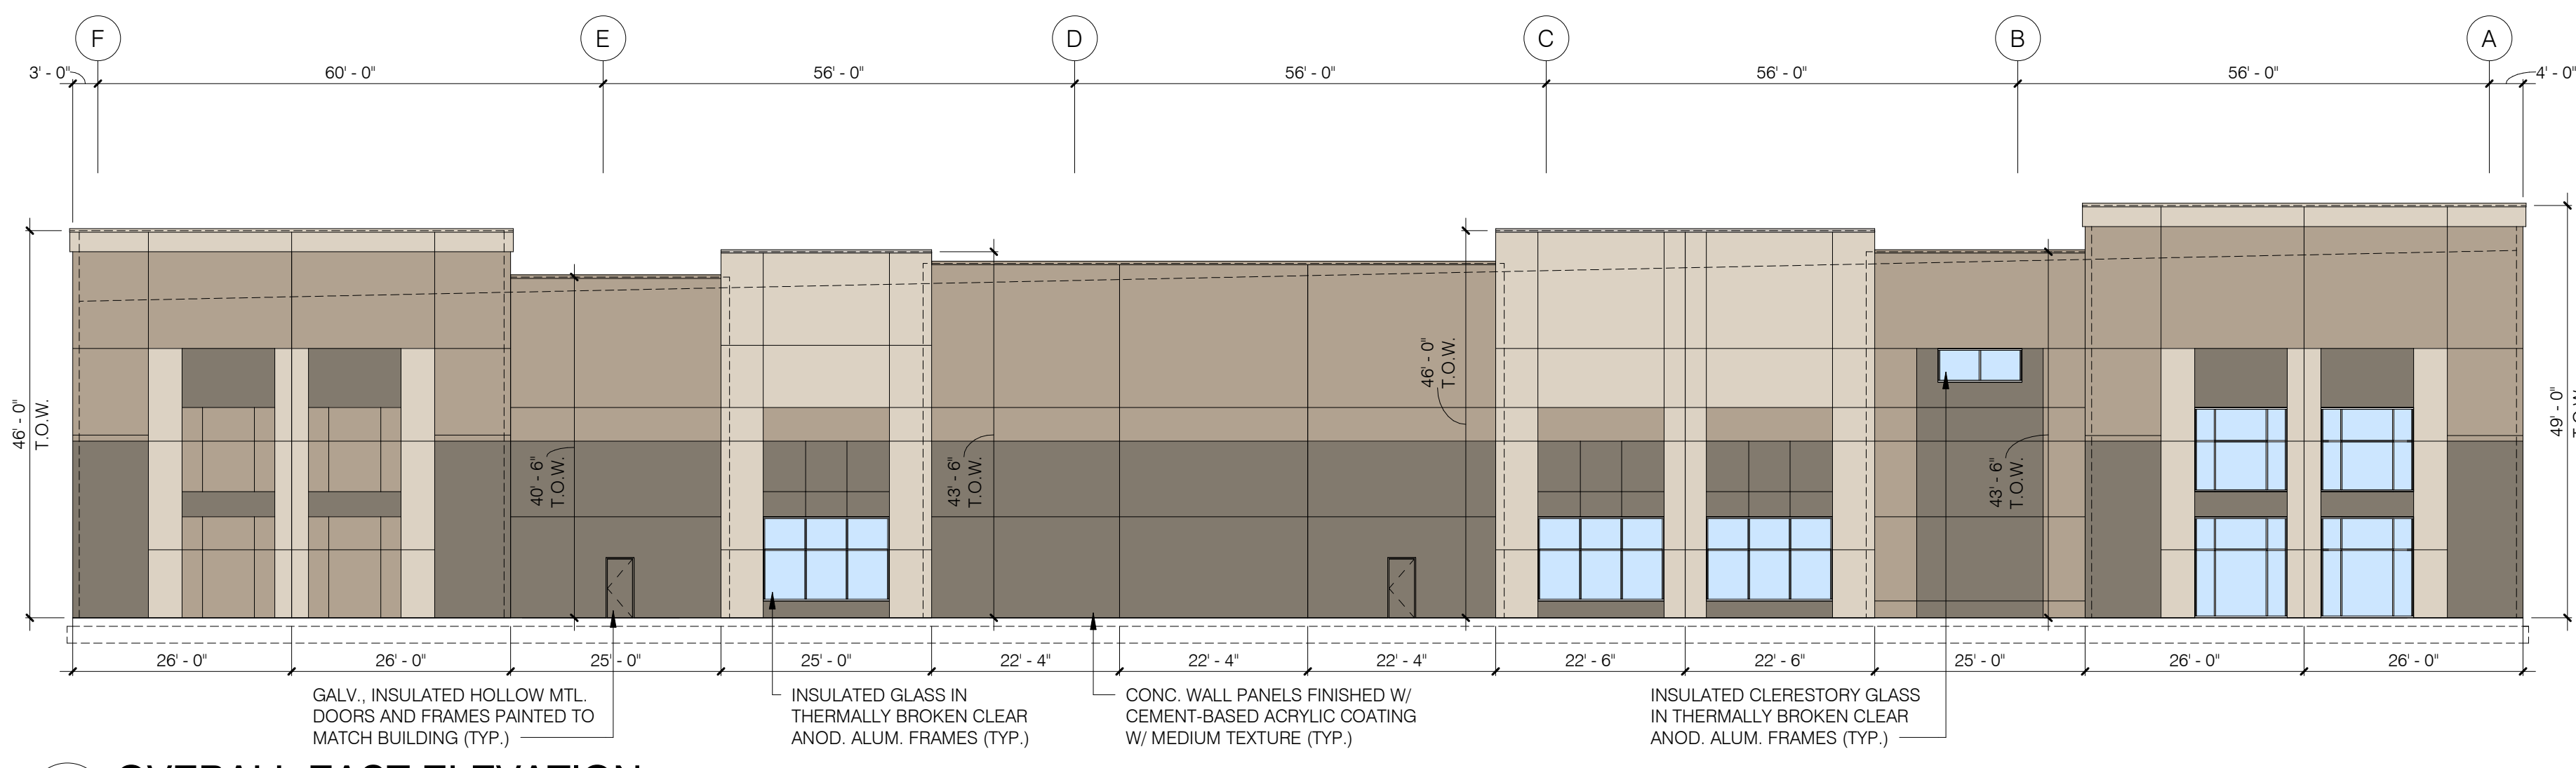 F E D C B A
3' - 0" 60' - 0" 56' - 0" 56' - 0" 56' - 0" 56' - 0" 4' - 0"
46' - 0"
T.O.W.
40' - 6"
T.O.W.
43' - 6"
T.O.W.
46' - 0"
T.O.W.
43' - 6"
T.O.W.
49' - 0"
T.O.W.
26' - 0" 26' - 0" 25' - 0" 25' - 0" 22' - 4" 22' - 4" 22' - 4" 22' - 6" 22' - 6" 25' - 0" 26' - 0" 26' - 0"
GALV., INSULATED HOLLOW MTL.
DOORS AND FRAMES PAINTED TO
MATCH BUILDING (TYP.)
INSULATED GLASS IN
THERMALLY BROKEN CLEAR
ANOD. ALUM. FRAMES (TYP.)
CONC. WALL PANELS FINISHED W/
CEMENT-BASED ACRYLIC COATING
W/ MEDIUM TEXTURE (TYP.)
INSULATED CLERESTORY GLASS
IN THERMALLY BROKEN CLEAR
ANOD. ALUM. FRAMES (TYP.)
OVERALL EAST ELEVATION